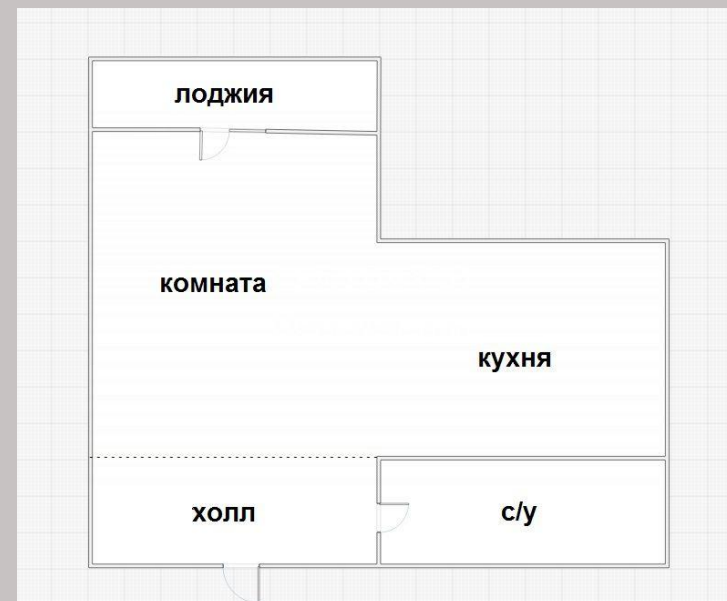 лоджия
комната
кухня
холл
с/у